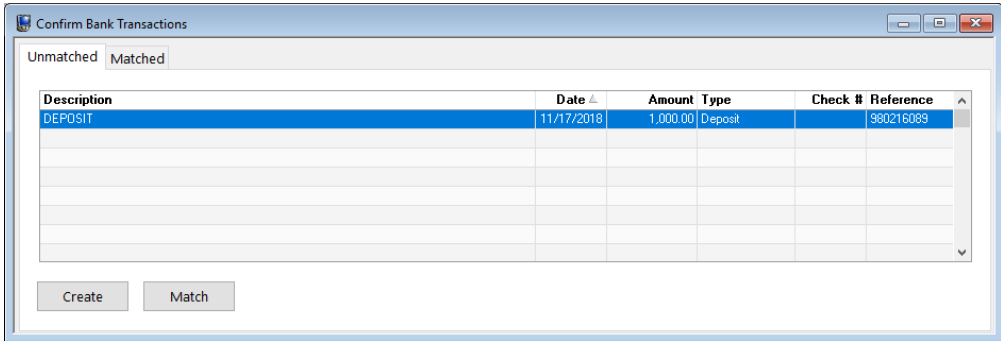 Confirm Bank Transactions
Unmatched Matched
Description Date Amount Type Check # Reference
DEPOSIT 11/17/2018 1,000.00 Deposit 980216089
Create Match